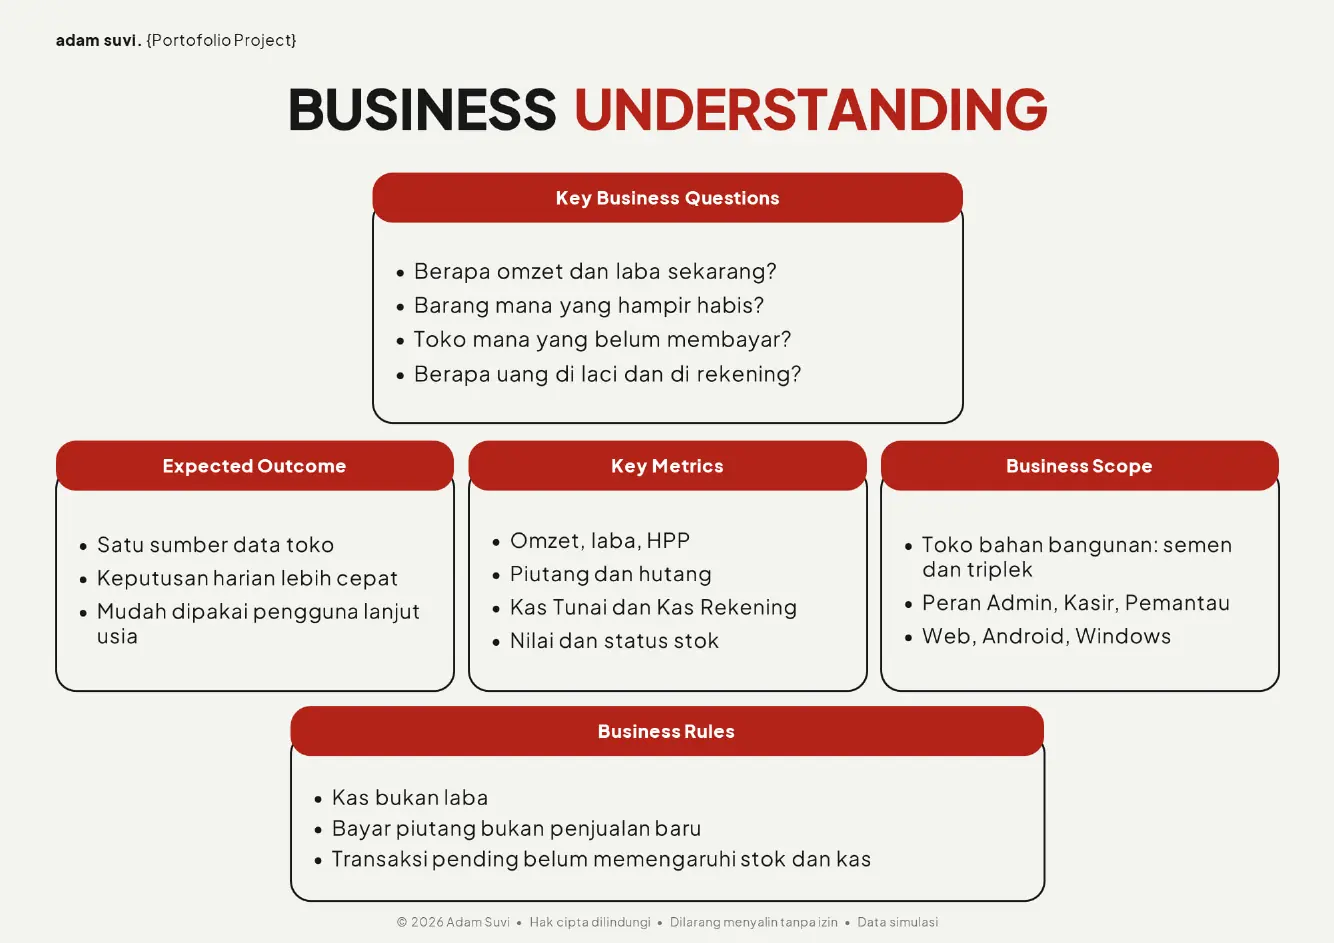 adam suvi. {Portofolio Project}
BUSINESS UNDERSTANDING
Key Business Questions
• Berapa omzet dan laba sekarang?
• Barang mana yang hampir habis?
• Toko mana yang belum membayar?
• Berapa uang di laci dan di rekening?
Expected Outcome
• Satu sumber data toko
• Keputusan harian lebih cepat
• Mudah dipakai pengguna lanjut
usia
Key Metrics
• Omzet, laba, HPP
• Piutang dan hutang
• Kas Tunai dan Kas Rekening
• Nilai dan status stok
Business Scope
• Toko bahan bangunan: semen
dan triplek
• Peran Admin, Kasir, Pemantau
• Web, Android, Windows
Business Rules
• Kas bukan laba
• Bayar piutang bukan penjualan baru
• Transaksi pending belum memengaruhi stok dan kas
© 2026 Adam Suvi • Hak cipta dilindungi • Dilarang menyalin tanpa izin • Data simulasi